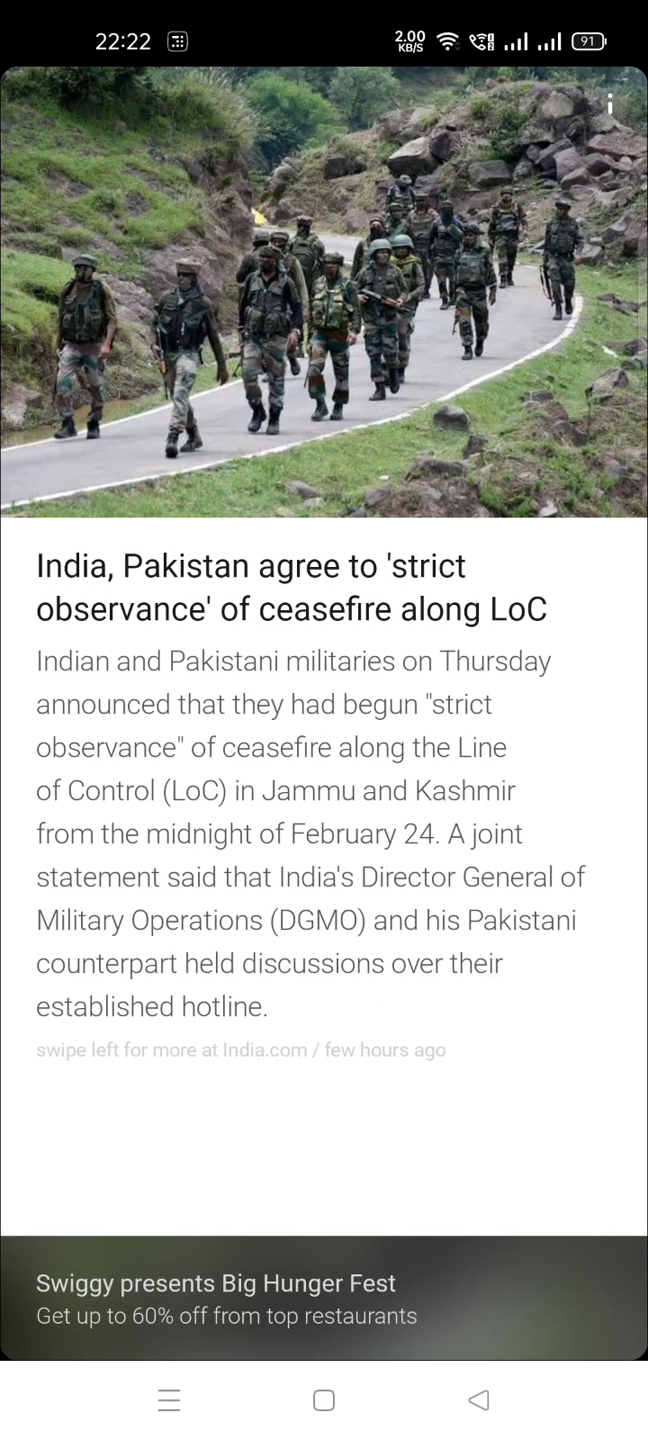 22:22
2.00
KB/S
91
India, Pakistan agree to 'strict
observance' of ceasefire along LoC
Indian and Pakistani militaries on Thursday
announced that they had begun "strict
observance" of ceasefire along the Line
of Control (LoC) in Jammu and Kashmir
from the midnight of February 24. A joint
statement said that India's Director General of
Military Operations (DGMO) and his Pakistani
counterpart held discussions over their
established hotline.
swipe left for more at India.com / few hours ago
Swiggy presents Big Hunger Fest
Get up to 60% off from top restaurants